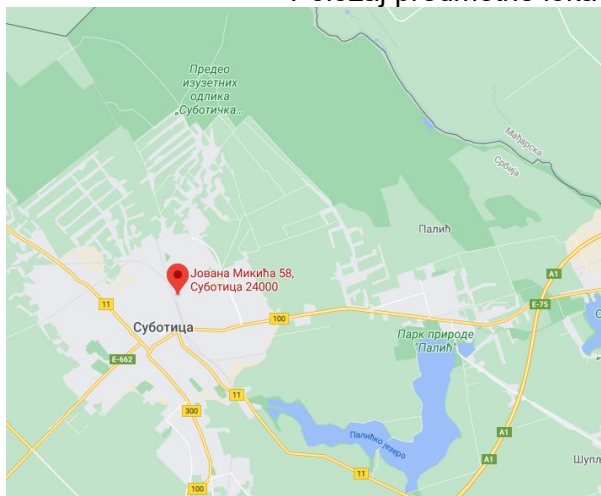 Предео
изузетних
одлика
„Суботичка...
Мађарска
Србија
Палић
Јована Микића 58,
Суботица 24000
A1
E-75
11
100
Суботица
Парк природе
"Палић"
E-662
11
300
Палићко језеро
A1
11
100